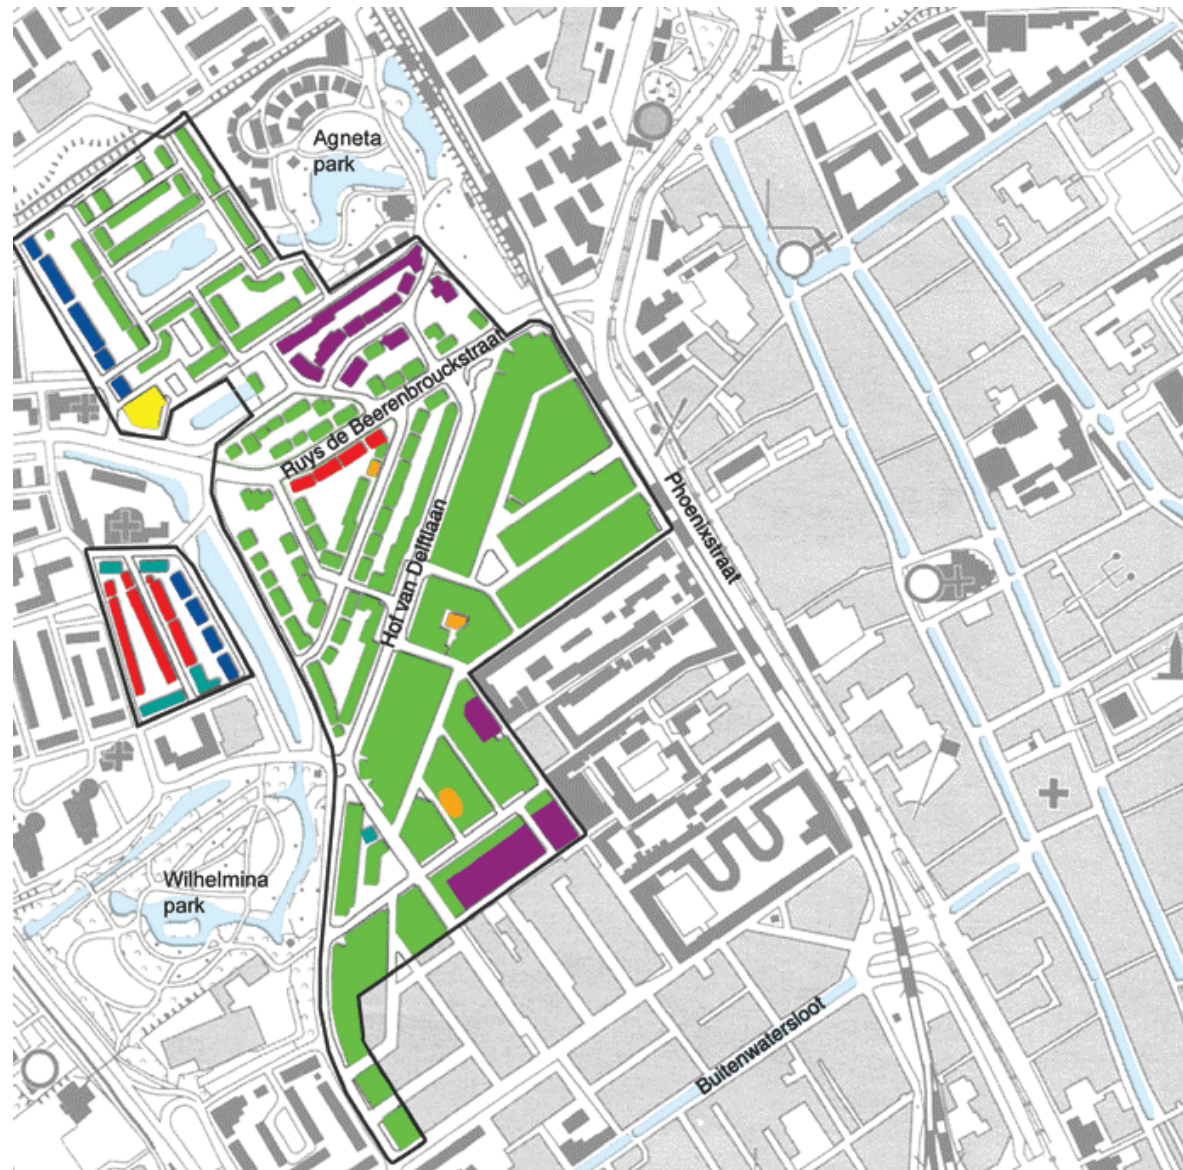 Agneta
park
Ruys de Beerenbrouckstraat
Phoenixstraat
Hof van Delftlaan
Wilhelmina
park
Buitenwatersloot